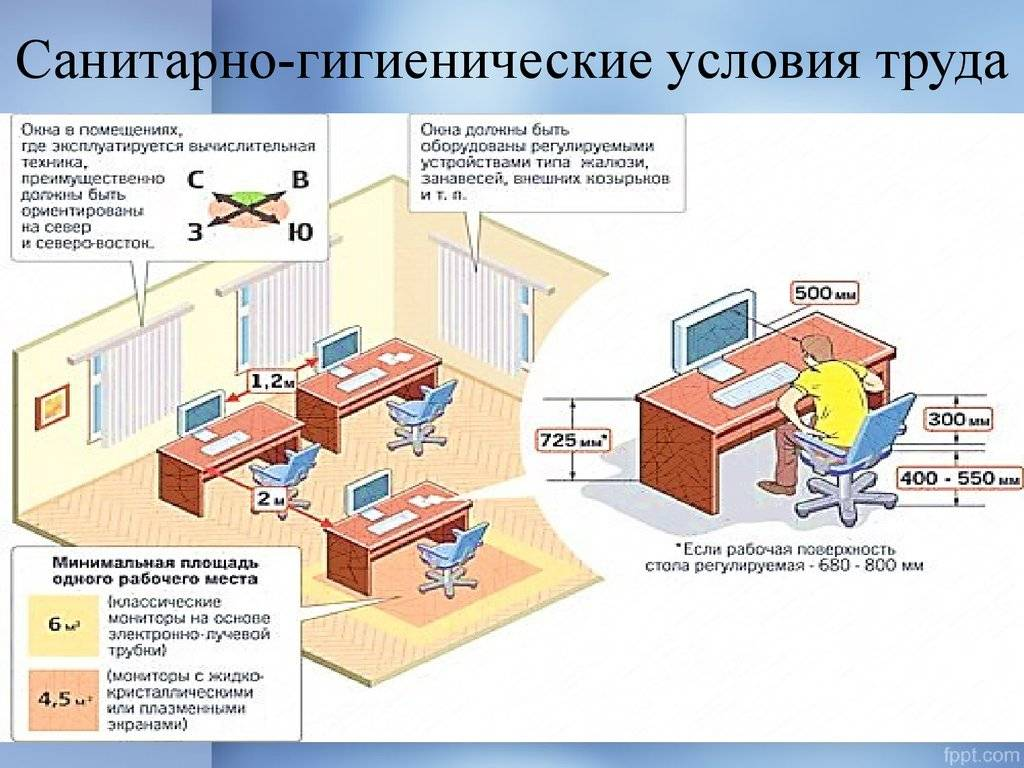 Санитарно-гигиенические условия труда
Окна в помещениях,
где эксплуатируется вычислительная
техника,
преимущественно
должны быть
ориентированы
на север
и северо-восток.
С В
З Ю
Окна должны быть
оборудованы регулируемыми
устройствами типа жалюзи,
занавесей, внешних козырьков
и т. п.
1,2 м
2 м
500 мм
725 мм*
300 мм
400 - 550 мм
*Если рабочая поверхность
стола регулируемая - 680 - 800 мм
Минимальная площадь
одного рабочего места
6 м²
(классические
мониторы на основе
электронно-лучевой
трубки)
4,5 м²
(мониторы с жидко-
кристаллическими
или плазменными
экранами)
fppt.com